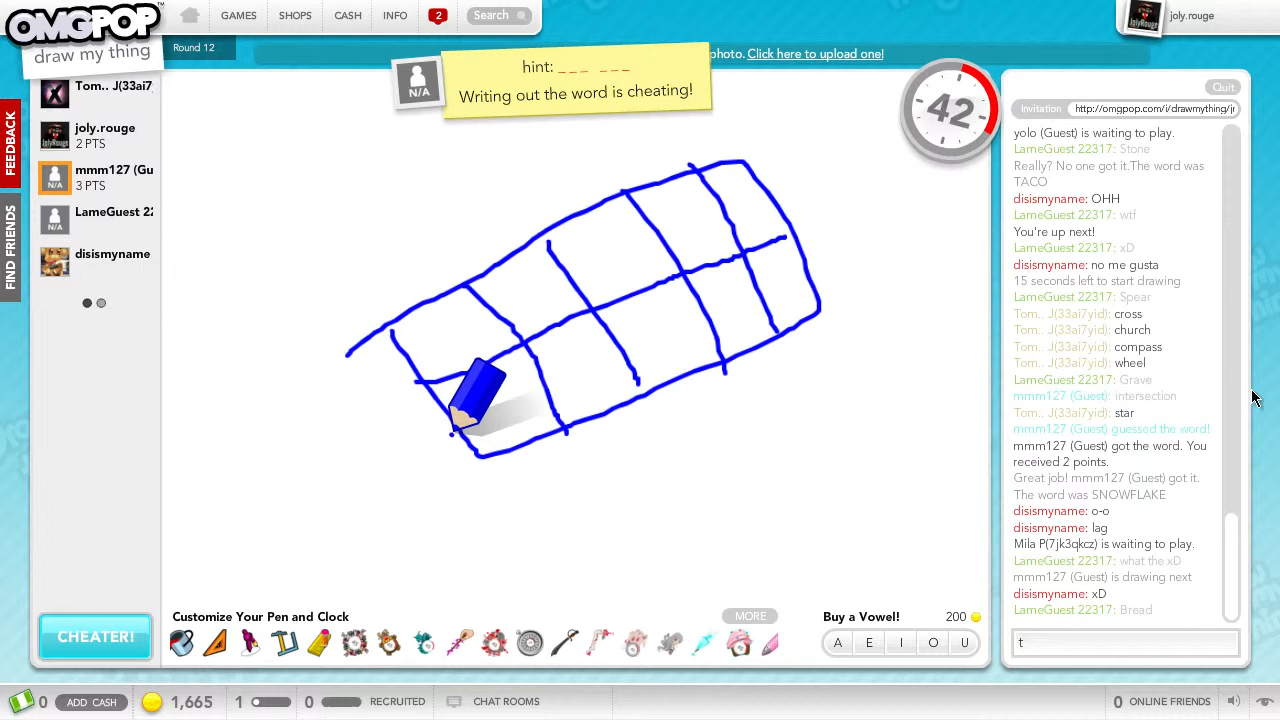 OMGPOP™
GAMES
SHOPS
CASH
INFO
2
Search
joly.rouge
draw my thing
Round 12
photo. Click here to upload one!
N/A
hint: _ _ _ _ _ _
Writing out the word is cheating!
42
FEEDBACK
FIND FRIENDS
Tom.. J(33ai7
joly.rouge
2 PTS
N/A
mmm127 (Gu
3 PTS
N/A
LameGuest 22
disismyname
CHEATER!
Quit
Invitation
http://omgpop.com/i/drawmything/jr
yolo (Guest) is waiting to play.
LameGuest 22317: Stone
Really? No one got it.The word was
TACO
disismyname: OHH
LameGuest 22317: wtf
You're up next!
LameGuest 22317: xD
disismyname: no me gusta
15 seconds left to start drawing
LameGuest 22317: Spear
Tom.. J(33ai7yid): cross
Tom.. J(33ai7yid): church
Tom.. J(33ai7yid): compass
Tom.. J(33ai7yid): wheel
LameGuest 22317: Grave
mmm127 (Guest): intersection
Tom.. J(33ai7yid): star
mmm127 (Guest) guessed the word!
mmm127 (Guest) got the word. You
received 2 points.
Great job! mmm127 (Guest) got it.
The word was SNOWFLAKE
disismyname: o-o
disismyname: lag
Mila P(7jk3qkcz) is waiting to play.
LameGuest 22317: what the xD
mmm127 (Guest) is drawing next
disismyname: xD
LameGuest 22317: Bread
t
Customize Your Pen and Clock
MORE
Buy a Vowel!
200
A E I O U
0
ADD CASH
1,665
1
0
RECRUITED
CHAT ROOMS
0 ONLINE FRIENDS